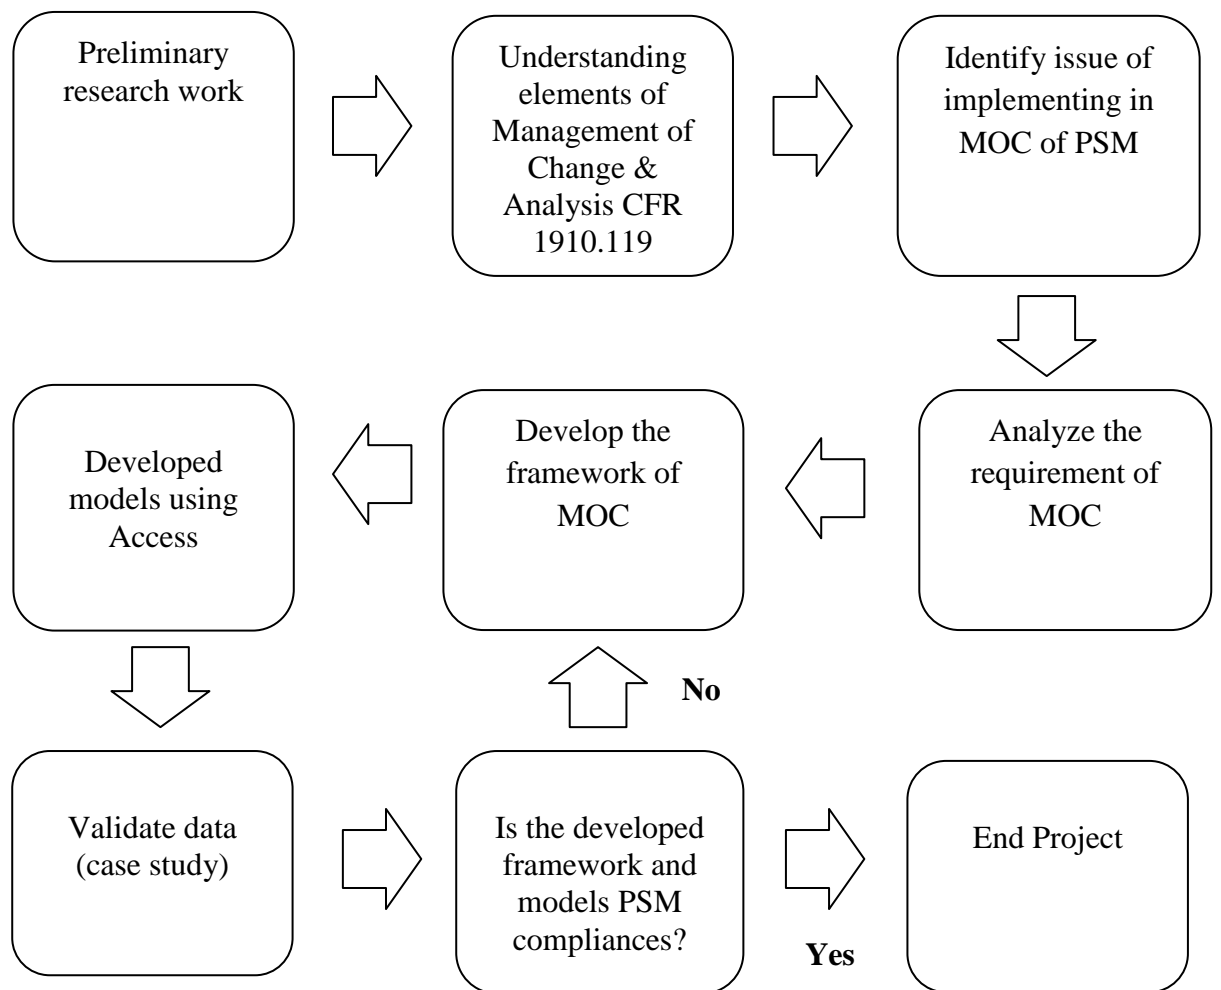 Preliminary
research work
Understanding
elements of
Management of
Change &
Analysis CFR
1910.119
Identify issue of
implementing in
MOC of PSM
Analyze the
requirement of
MOC
Develop the
framework of
MOC
Developed
models using
Access
Validate data
(case study)
Is the developed
framework and
models PSM
compliances?
No
Yes
End Project